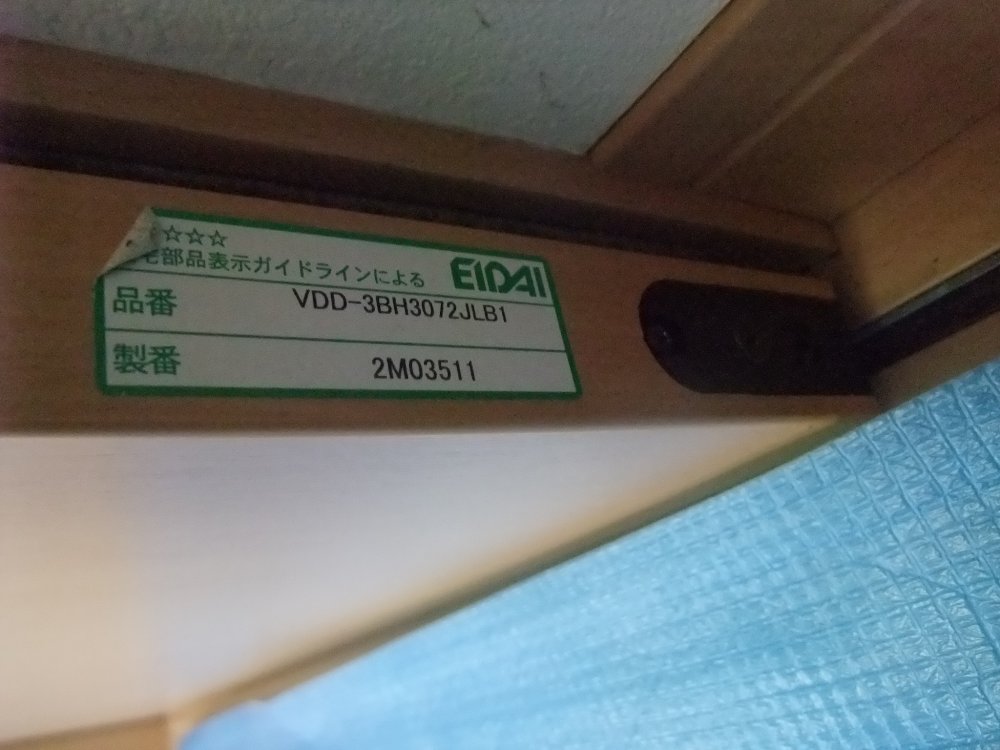 ☆☆☆
宅部品表示ガイドラインによる
EIDAI
品番 VDD-3BH3072JLB1
製番 2M03511